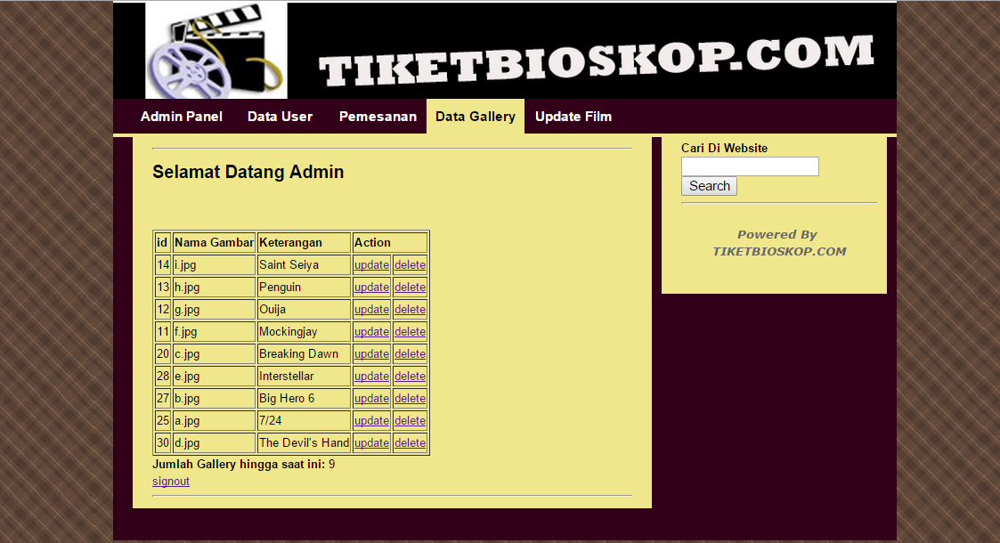 TIKETBIOSKOP.COM
Admin Panel Data User Pemesanan Data Gallery Update Film
Selamat Datang Admin
id Nama Gambar Keterangan Action
14 i.jpg Saint Seiya update delete
13 h.jpg Penguin update delete
12 g.jpg Ouija update delete
11 f.jpg Mockingjay update delete
20 c.jpg Breaking Dawn update delete
28 e.jpg Interstellar update delete
27 b.jpg Big Hero 6 update delete
25 a.jpg 7/24 update delete
30 d.jpg The Devil's Hand update delete
Jumlah Gallery hingga saat ini: 9
signout
Cari Di Website
Search
Powered By
TIKETBIOSKOP.COM